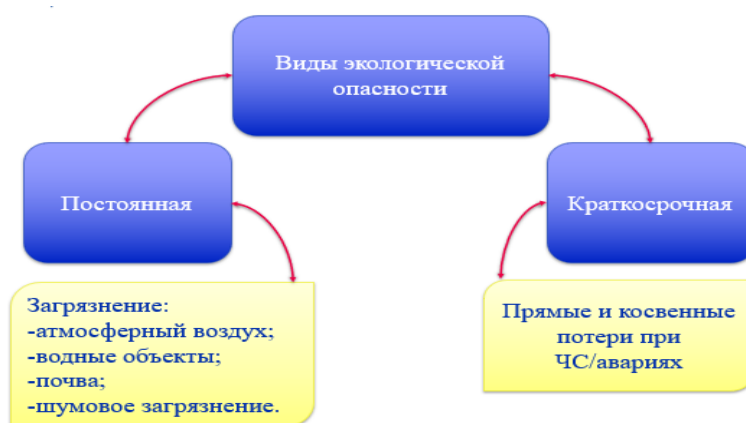 Виды экологической
опасности
Постоянная
Краткосрочная
Загрязнение:
-атмосферный воздух;
-водные объекты;
-почва;
-шумовое загрязнение.
Прямые и косвенные
потери при
ЧС/авариях